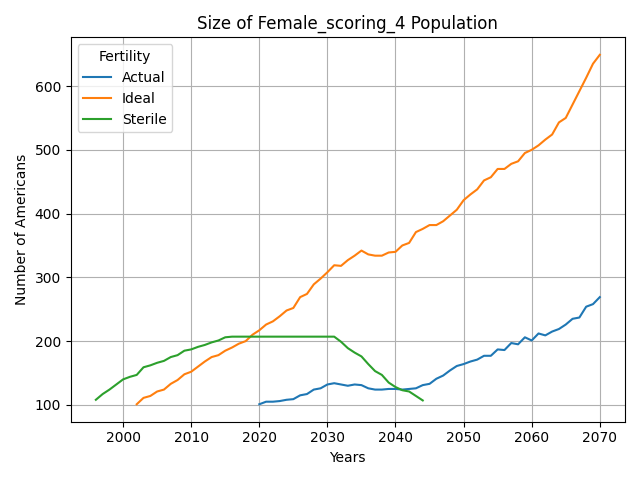 Size of Female_scoring_4 Population
Fertility
Actual
Ideal
Sterile
Number of Americans
600
500
400
300
200
100
2000 2010 2020 2030 2040 2050 2060 2070
Years